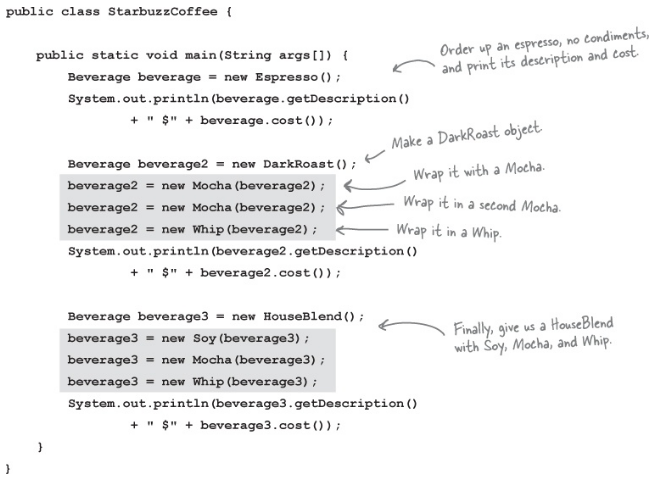 public class StarbuzzCoffee {
public static void main(String args[]) {
Order up an espresso, no condiments,
and print its description and cost.
Beverage beverage = new Espresso();
System.out.println(beverage.getDescription()
+ " $" + beverage.cost());
Make a DarkRoast object.
Beverage beverage2 = new DarkRoast();
Wrap it with a Mocha.
beverage2 = new Mocha(beverage2);
Wrap it in a second Mocha.
beverage2 = new Mocha(beverage2);
Wrap it in a Whip.
beverage2 = new Whip(beverage2);
System.out.println(beverage2.getDescription()
+ " $" + beverage2.cost());
Beverage beverage3 = new HouseBlend();
Finally, give us a HouseBlend
with Soy, Mocha, and Whip.
beverage3 = new Soy(beverage3);
beverage3 = new Mocha(beverage3);
beverage3 = new Whip(beverage3);
System.out.println(beverage3.getDescription()
+ " $" + beverage3.cost());
}
}